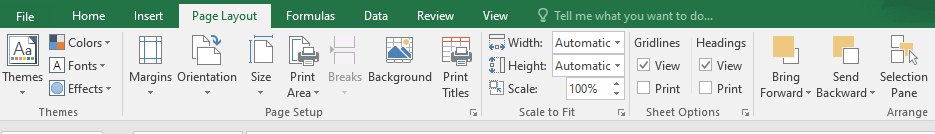 File Home Insert Page Layout Formulas Data Review View Tell me what you want to do...
Aa Colors Width: Automatic Gridlines Headings
A Fonts Height: Automatic View View
Themes Effects Margins Orientation Size Print Area Breaks Background Print Titles Scale: 100% Print Print Bring Forward Send Backward Selection Pane
Themes Page Setup Scale to Fit Sheet Options Arrange